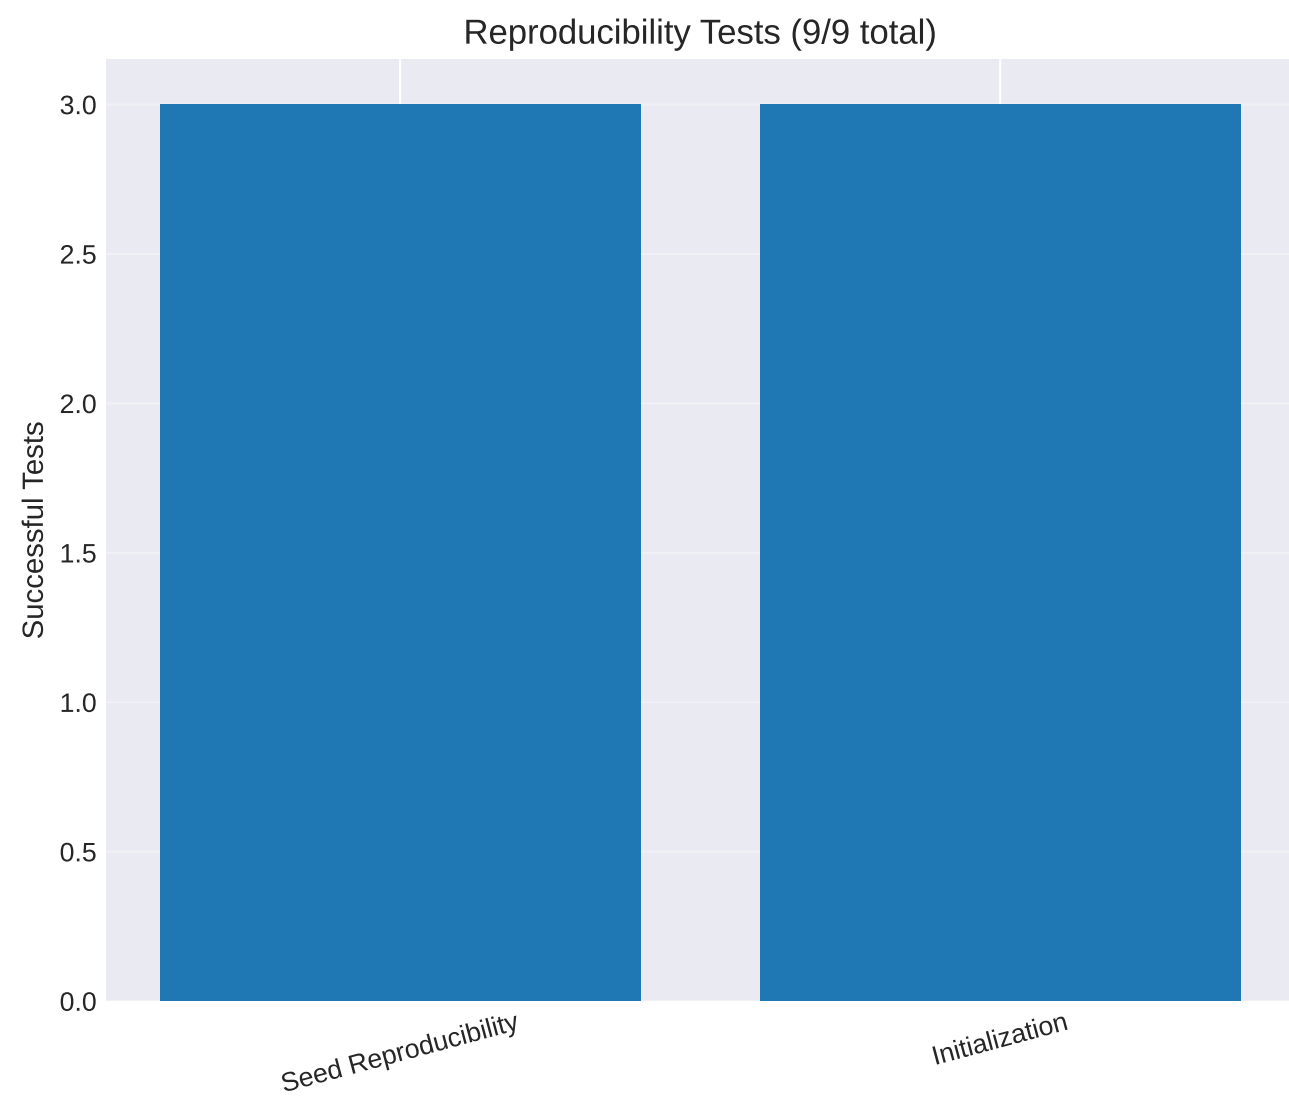 Reproducibility Tests (9/9 total)
Successful Tests
3.0
2.5
2.0
1.5
1.0
0.5
0.0
Seed Reproducibility
Initialization